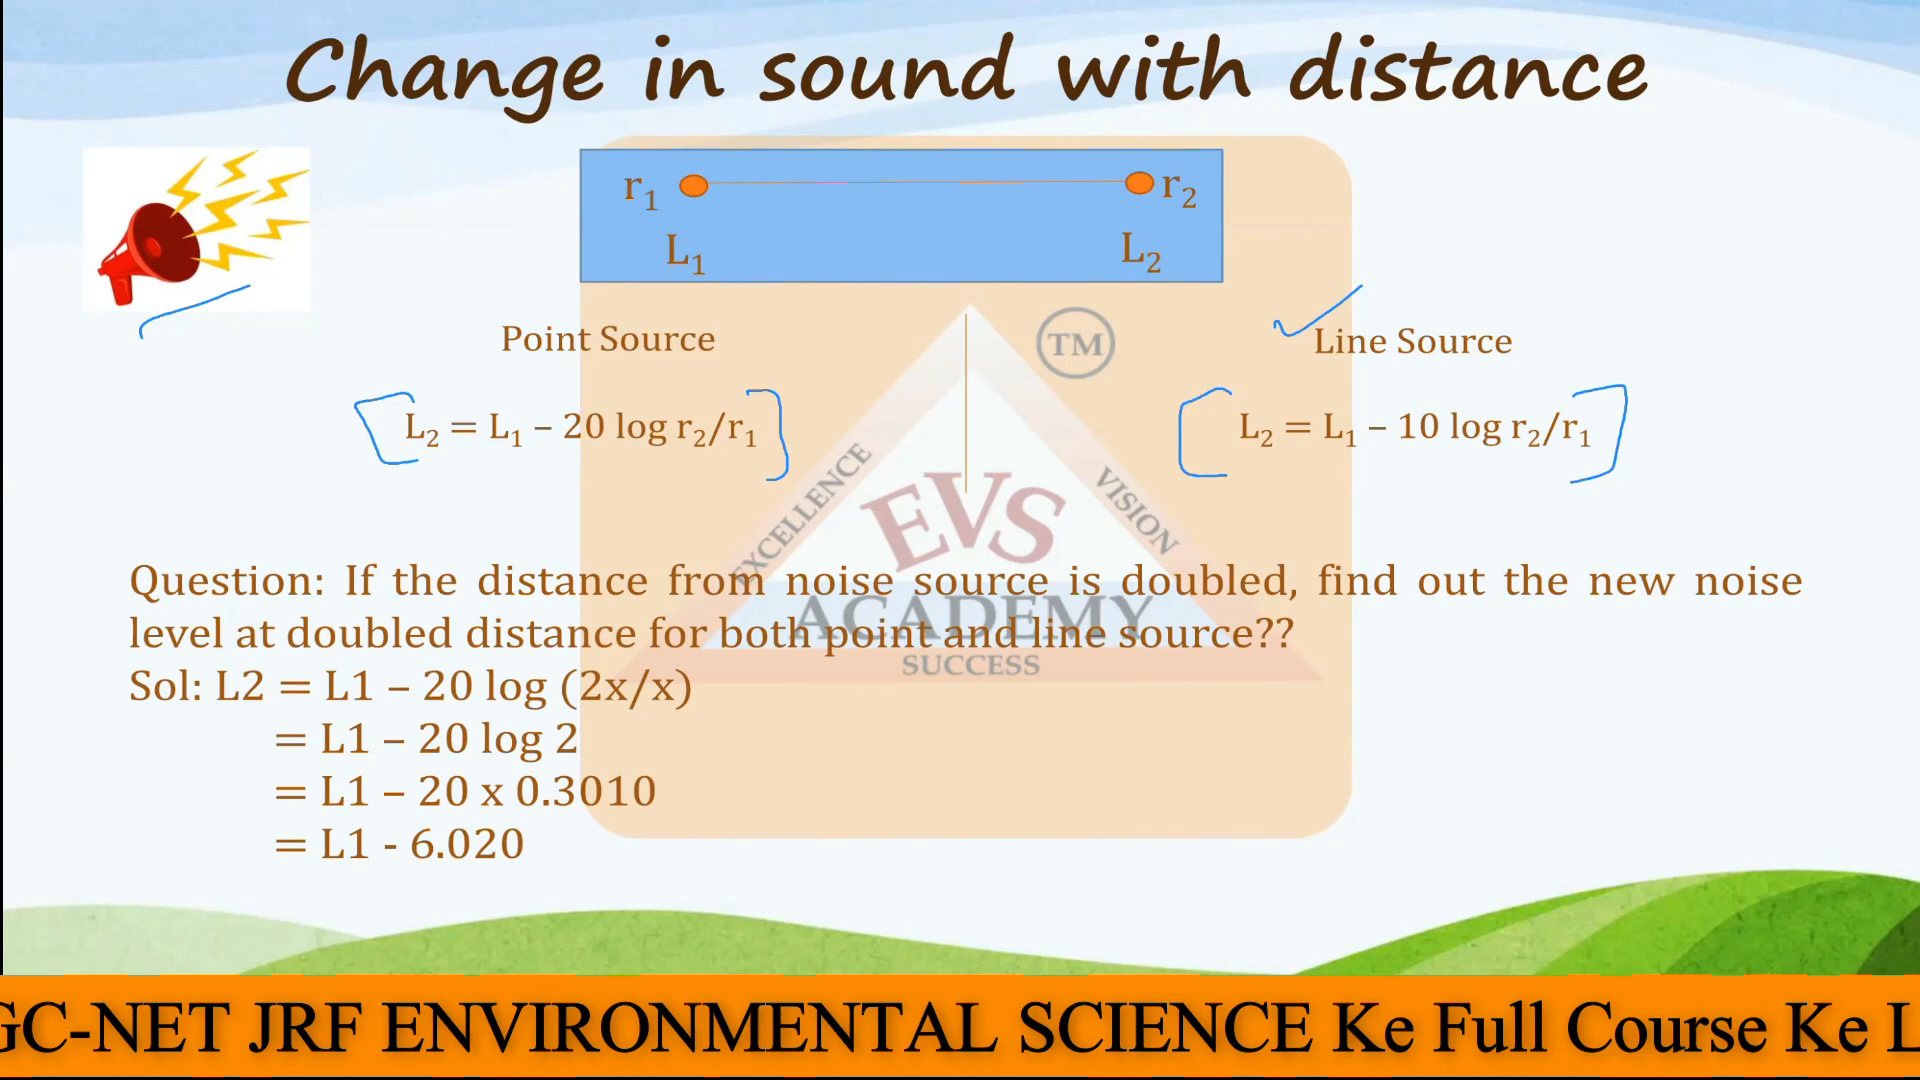 Change in sound with distance
r₁ r₂
L₁ L₂
TM
Point Source
Line Source
L₂ = L₁ – 20 log r₂/r₁
L₂ = L₁ – 10 log r₂/r₁
EXCELLENCE
VISION
EVS
Question: If the distance from noise source is doubled, find out the new noise
ACADEMY
level at doubled distance for both point and line source??
SUCCESS
Sol: L2 = L1 – 20 log (2x/x)
= L1 – 20 log 2
= L1 – 20 x 0.3010
= L1 - 6.020
GC-NET JRF ENVIRONMENTAL SCIENCE Ke Full Course Ke L